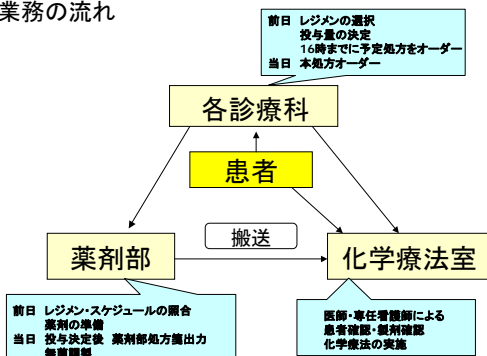 業務の流れ
前日 レジメンの選択
投与量の決定
16時までに予定処方をオーダー
当日 本処方オーダー
各診療科
患者
搬送
薬剤部
化学療法室
前日 レジメン・スケジュールの照合
薬剤の準備
当日 投与決定後 薬剤部処方箋出力
無菌調製
医師・専任看護師による
患者確認・製剤確認
化学療法の実施